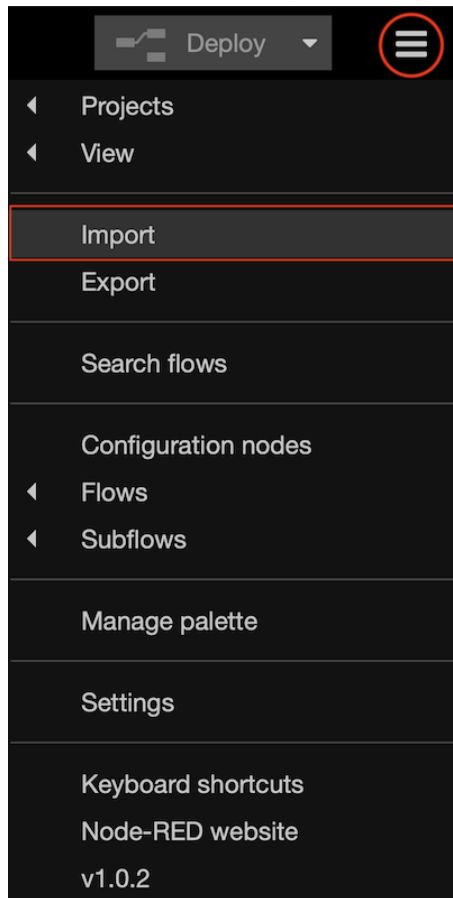 Deploy
Projects
View
Import
Export
Search flows
Configuration nodes
Flows
Subflows
Manage palette
Settings
Keyboard shortcuts
Node-RED website
v1.0.2